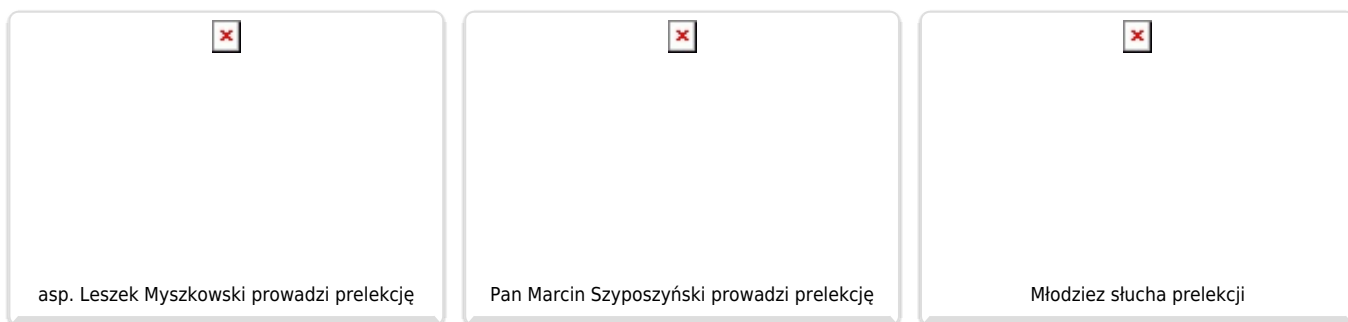 asp. Leszek Myszkowski prowadzi prelekcję
Pan Marcin Szyposzyński prowadzi prelekcję
Młodziez słucha prelekcji